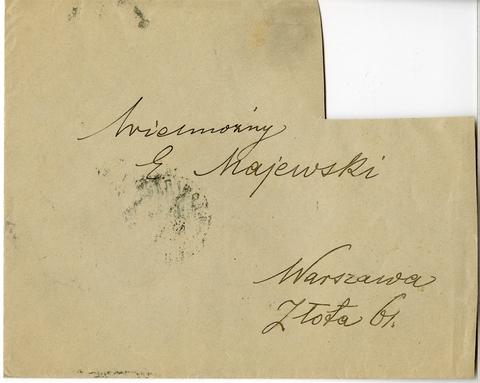 Wielmożny
E Majewski
Warszawa
Złota 61.